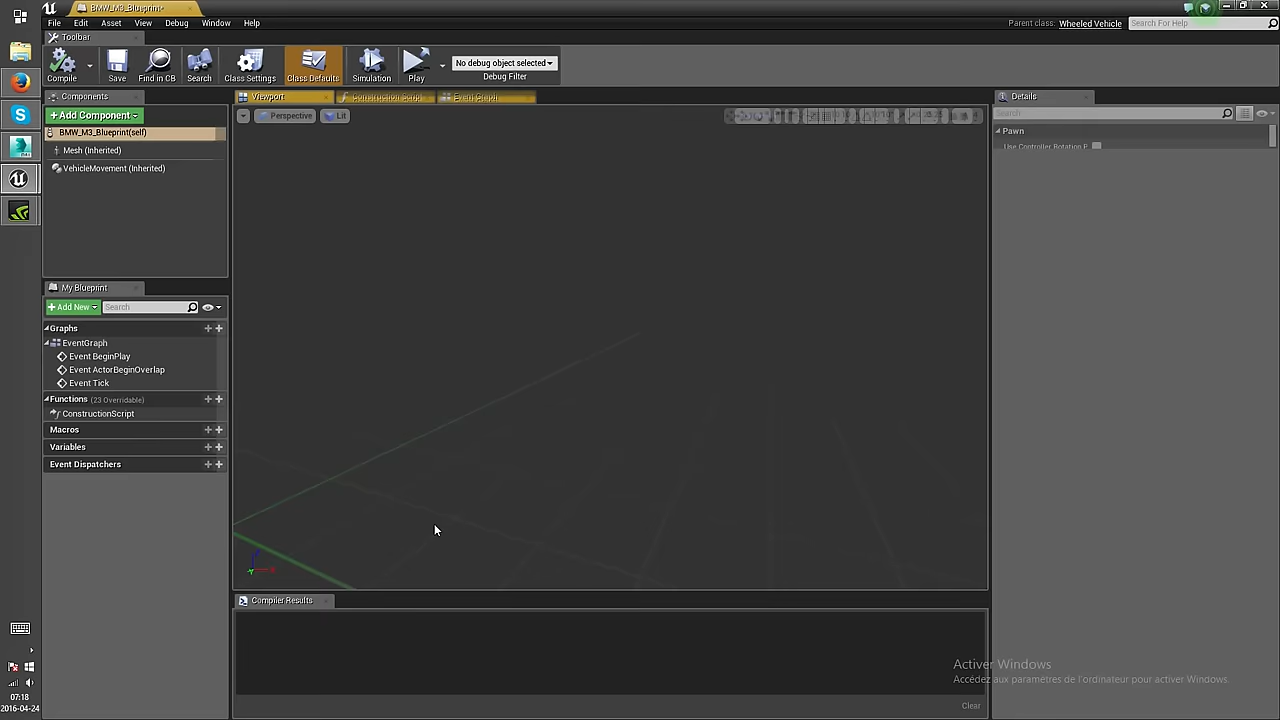 BMW_M3_Blueprint*
File Edit Asset View Debug Window Help
Parent class: Wheeled Vehicle
Search For Help
Toolbar
Compile Save Find in CB Search Class Settings Class Defaults Simulation Play
No debug object selected
Debug Filter
Components
Viewport
Construction Script
Event Graph
Details
+ Add Component
Perspective
Lit
Search
BMW_M3_Blueprint(self)
Pawn
Mesh (Inherited)
Use Controller Rotation P
VehicleMovement (Inherited)
My Blueprint
+ Add New
Search
Graphs
EventGraph
Event BeginPlay
Event ActorBeginOverlap
Event Tick
Functions (23 Overridable)
ConstructionScript
Macros
Variables
Event Dispatchers
Compiler Results
Activer Windows
Accédez aux paramètres de l'ordinateur pour activer Windows.
07:18
2016-04-24
Clear